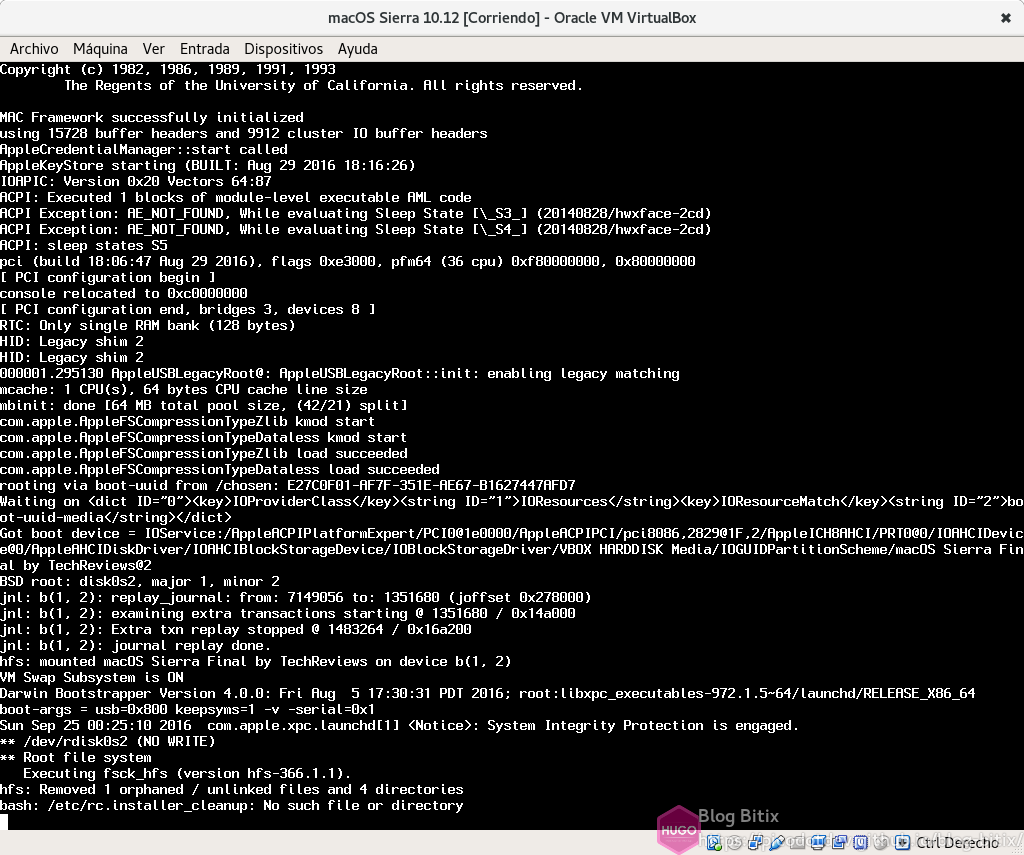 macOS Sierra 10.12 [Corriendo] - Oracle VM VirtualBox
Archivo Máquina Ver Entrada Dispositivos Ayuda
Copyright (c) 1982, 1986, 1989, 1991, 1993
The Regents of the University of California. All rights reserved.
MAC Framework successfully initialized
using 15728 buffer headers and 9912 cluster IO buffer headers
AppleCredentialManager::start called
AppleKeyStore starting (BUILT: Aug 29 2016 18:16:26)
IOAPIC: Version 0x20 Vectors 64:87
ACPI: Executed 1 blocks of module-level executable AML code
ACPI Exception: AE_NOT_FOUND, While evaluating Sleep State [\_S3_] (20140828/hwxface-2cd)
ACPI Exception: AE_NOT_FOUND, While evaluating Sleep State [\_S4_] (20140828/hwxface-2cd)
ACPI: sleep states S5
pci (build 18:06:47 Aug 29 2016), flags 0xe3000, pfm64 (36 cpu) 0xf80000000, 0x80000000
[ PCI configuration begin ]
console relocated to 0xc0000000
[ PCI configuration end, bridges 3, devices 8 ]
RTC: Only single RAM bank (128 bytes)
HID: Legacy shim 2
HID: Legacy shim 2
000001.295130 AppleUSBLegacyRoot@: AppleUSBLegacyRoot::init: enabling legacy matching
mcache: 1 CPU(s), 64 bytes CPU cache line size
mbinit: done [64 MB total pool size, (42/21) split]
com.apple.AppleFSCompressionTypeZlib kmod start
com.apple.AppleFSCompressionTypeDataless kmod start
com.apple.AppleFSCompressionTypeZlib load succeeded
com.apple.AppleFSCompressionTypeDataless load succeeded
rooting via boot-uuid from /chosen: E27C0F01-AF7F-351E-AE67-B1627447AFD7
Waiting on <dict ID="0"><key>IOProviderClass</key><string ID="1">IOResources</string><key>IOResourceMatch</key><string ID="2">bo
ot-uuid-media</string></dict>
Got boot device = IOService:/AppleACPIPlatformExpert/PCI0@1e0000/AppleACPIPCI/pci8086,2829@1F,2/AppleICH8AHCI/PRT0@0/IOAHCIDevic
e@0/AppleAHCIDiskDriver/IOAHCIBlockStorageDevice/IOBlockStorageDriver/VBOX HARDDISK Media/IOGUIDPartitionScheme/macOS Sierra Fin
al by TechReviews@2
BSD root: disk0s2, major 1, minor 2
jnl: b(1, 2): replay_journal: from: 7149056 to: 1351680 (joffset 0x278000)
jnl: b(1, 2): examining extra transactions starting @ 1351680 / 0x14a000
jnl: b(1, 2): Extra txn replay stopped @ 1483264 / 0x16a200
jnl: b(1, 2): journal replay done.
hfs: mounted macOS Sierra Final by TechReviews on device b(1, 2)
VM Swap Subsystem is ON
Darwin Bootstrapper Version 4.0.0: Fri Aug  5 17:30:31 PDT 2016; root:libxpc_executables-972.1.5~64/launchd/RELEASE_X86_64
boot-args = usb=0x800 keepsyms=1 -v -serial=0x1
Sun Sep 25 00:25:10 2016  com.apple.xpc.launchd[1] <Notice>: System Integrity Protection is engaged.
** /dev/rdisk0s2 (NO WRITE)
** Root file system
Executing fsck_hfs (version hfs-366.1.1).
hfs: Removed 1 orphaned / unlinked files and 4 directories
bash: /etc/rc.installer_cleanup: No such file or directory
Blog Bitix
HUGO
Ctrl Derecho